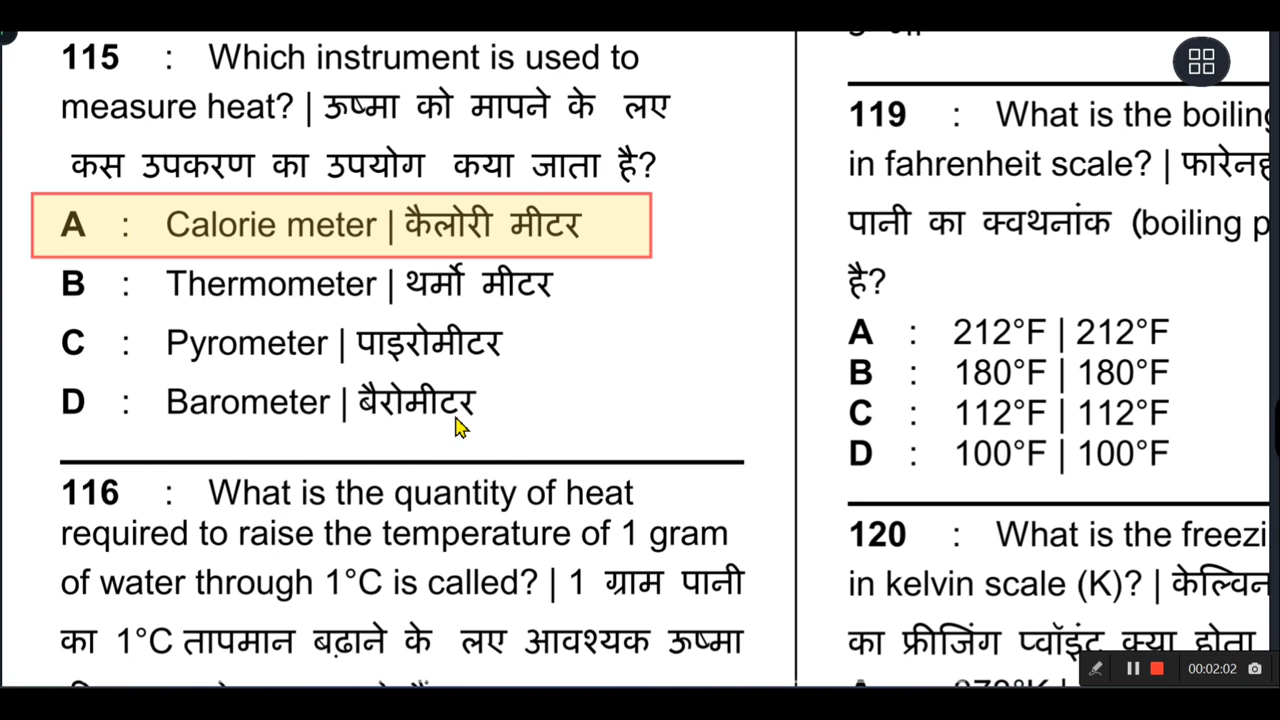 115 : Which instrument is used to
measure heat? | ऊष्मा को मापने के लए
कस उपकरण का उपयोग कया जाता है?
A : Calorie meter | कैलोरी मीटर
B : Thermometer | थर्मो मीटर
C : Pyrometer | पाइरोमीटर
D : Barometer | बैरोमीटर
116 : What is the quantity of heat
required to raise the temperature of 1 gram
of water through 1°C is called? | 1 ग्राम पानी
का 1°C तापमान बढ़ाने के लए आवश्यक ऊष्मा
119 : What is the boiling
in fahrenheit scale? | फारेनह
पानी का क्वथनांक (boiling p
है?
A : 212°F | 212°F
B : 180°F | 180°F
C : 112°F | 112°F
D : 100°F | 100°F
120 : What is the freezi
in kelvin scale (K)? | केल्विन
का फ्रीजिंग प्वॉइंट क्या होता
00:02:02